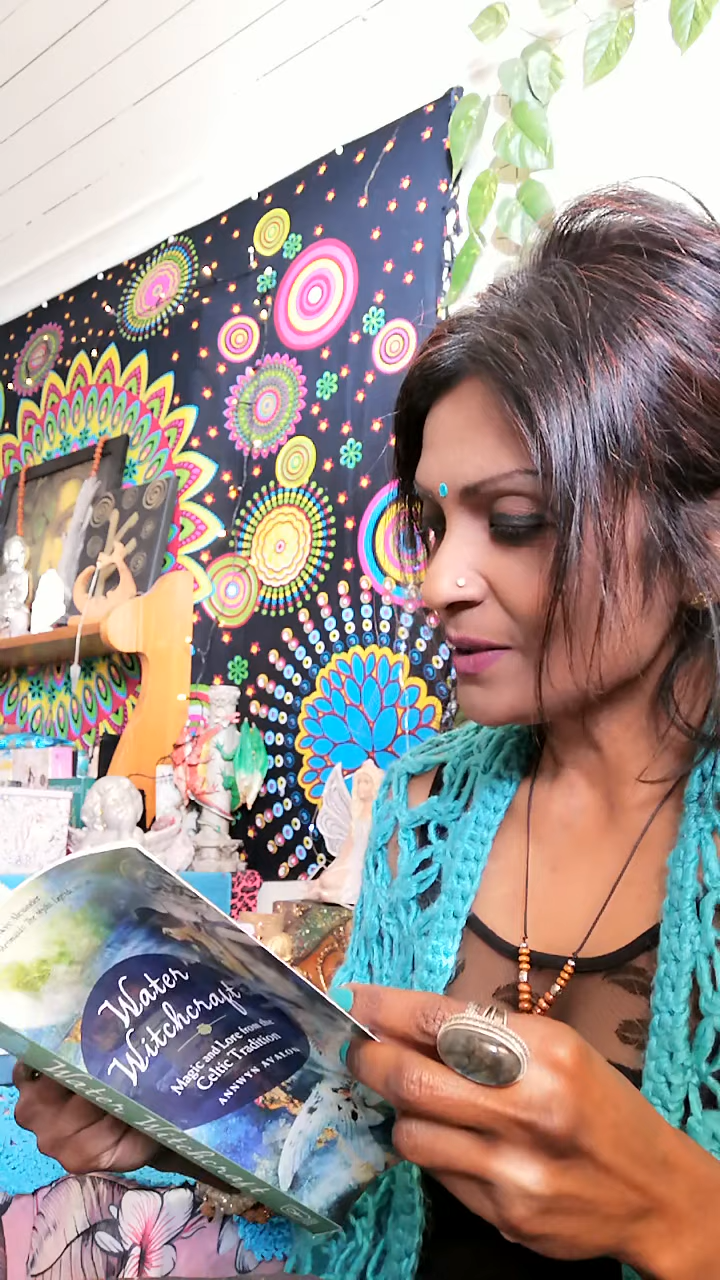 Water
Witchcraft
Magic and Lore from the
Celtic Tradition
ANNWYN AVALON
Water Witchcraft